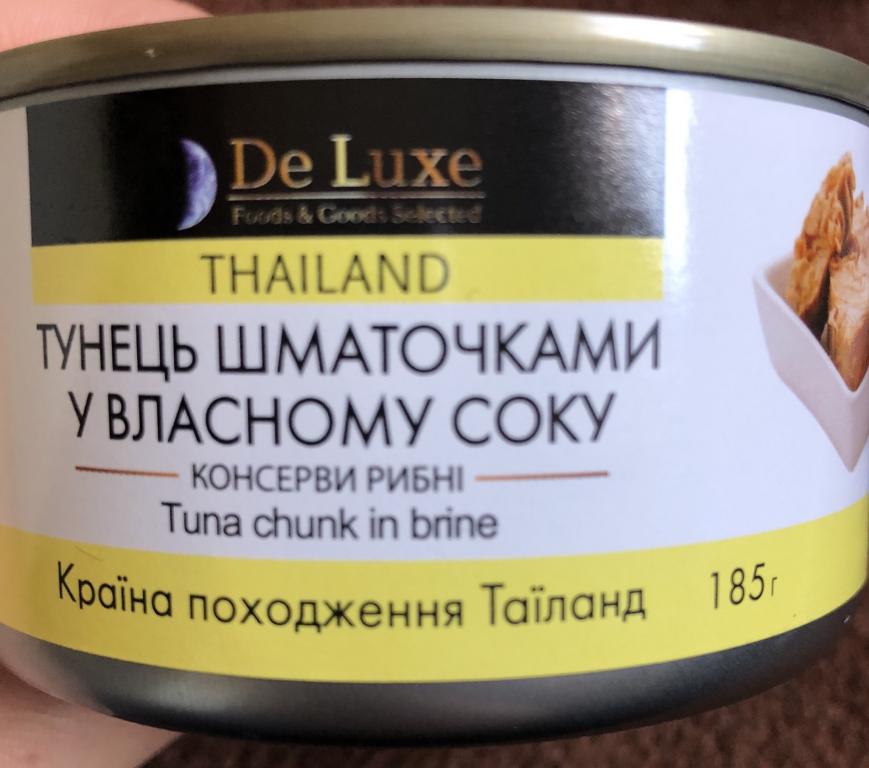 De Luxe
Foods & Goods Selected
THAILAND
ТУНЕЦЬ ШМАТОЧКАМИ
У ВЛАСНОМУ СОКУ
КОНСЕРВИ РИБНІ
Tuna chunk in brine
Країна походження Таїланд 185г